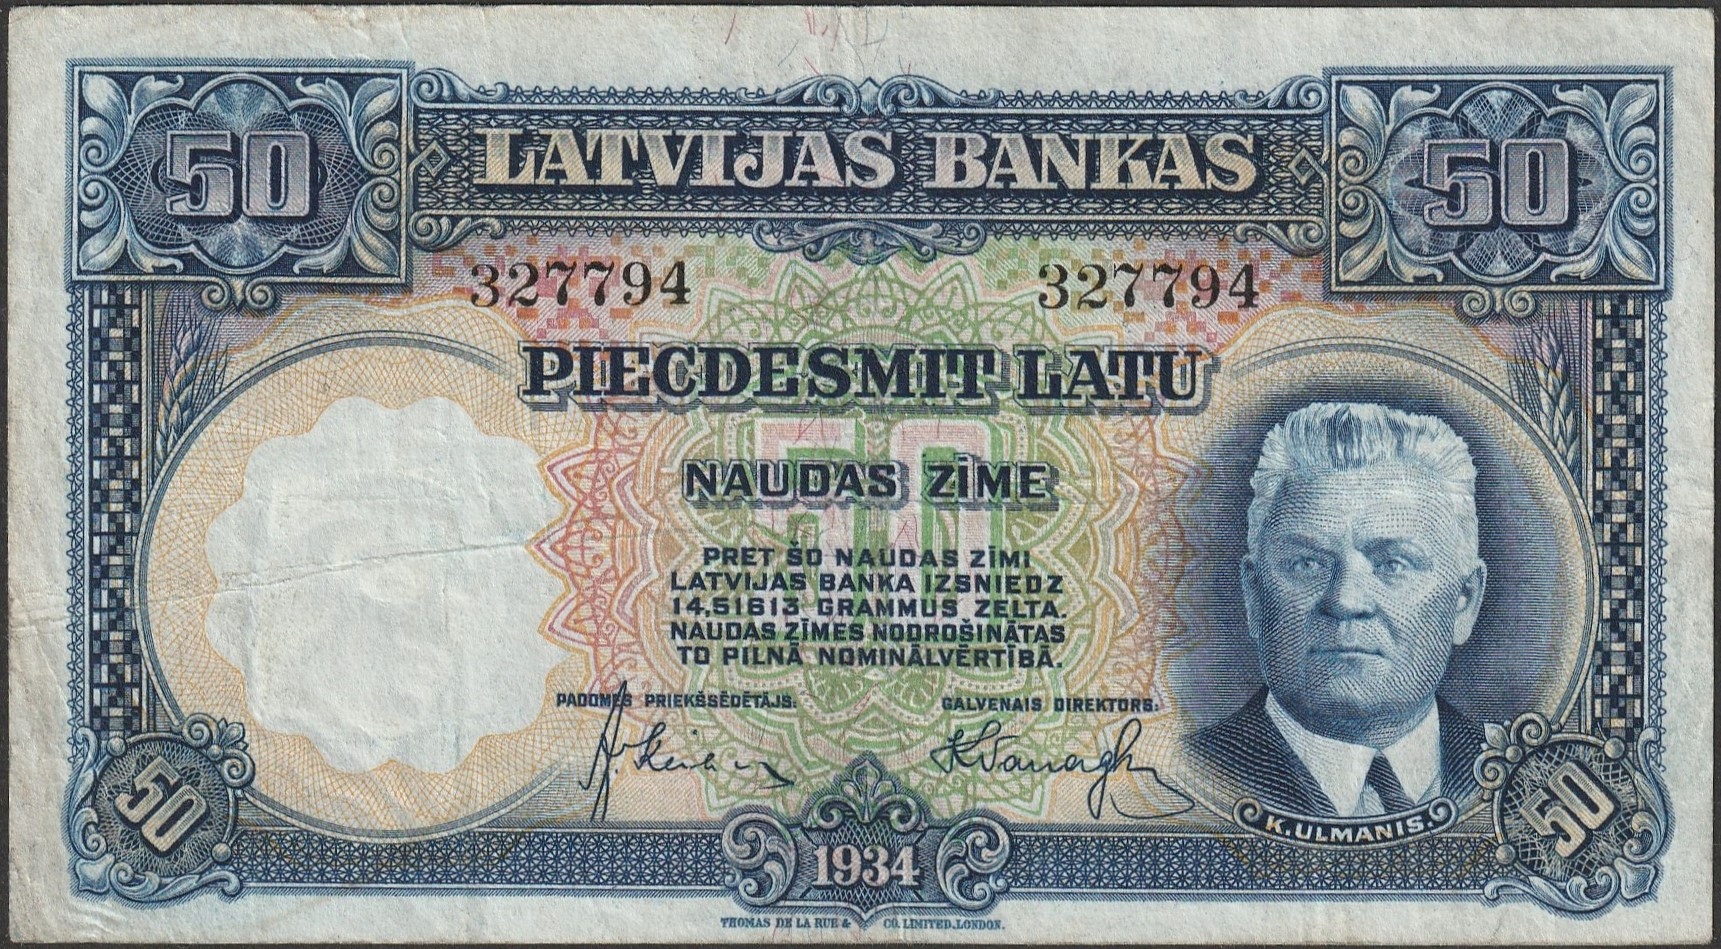 50 LATVIJAS BANKAS 50
327794 327794
PIECDESMIT LATU
50
NAUDAS ZĪME
PRET ŠO NAUDAS ZĪMI
LATVIJAS BANKA IZSNIEDZ
14,51613 GRAMMUS ZELTA.
NAUDAS ZĪMES NODROŠINĀTAS
TO PILNĀ NOMINĀLVĒRTĪBĀ.
PADOMES PRIEKŠSĒDĒTĀJS: GALVENAIS DIREKTORS:
K. ULMANIS.
50 1934 50
THOMAS DE LA RUE & CO. LIMITED, LONDON.